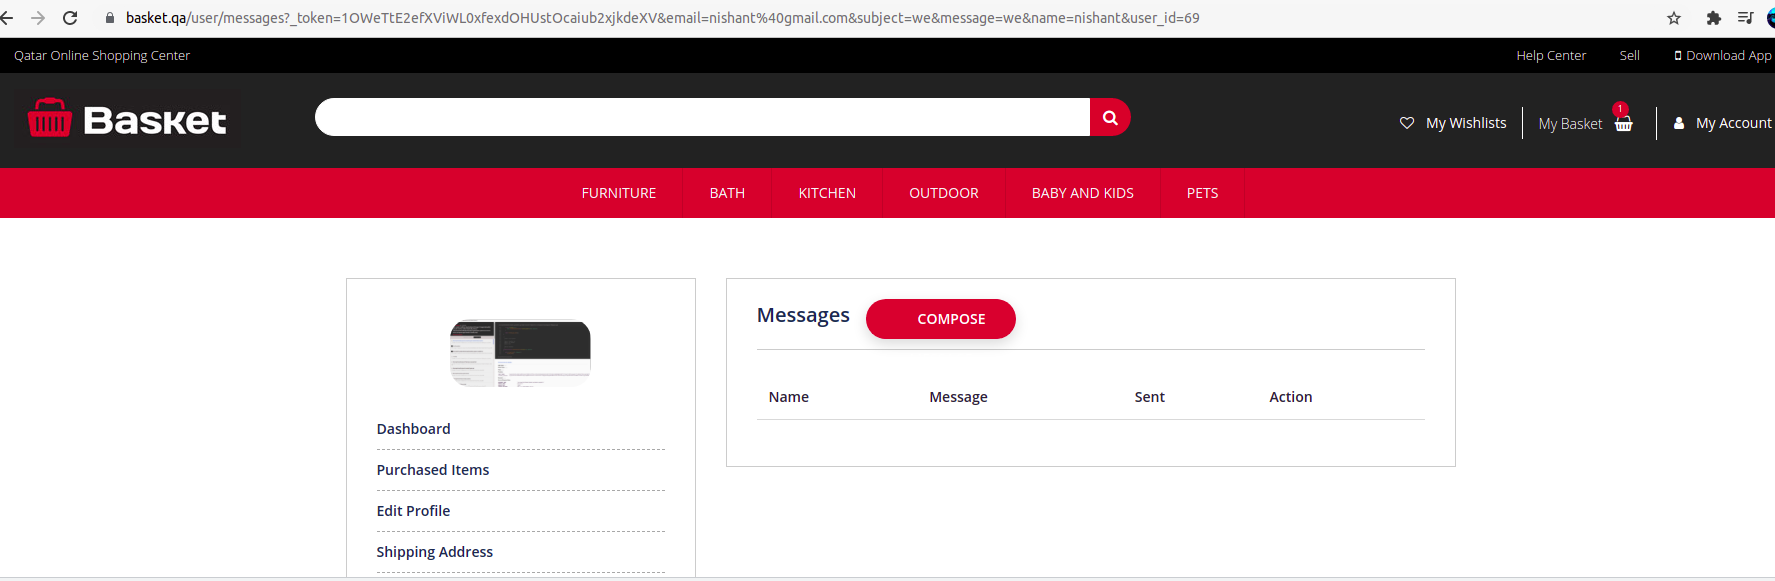 basket.qa/user/messages?_token=1OWeTtE2efXViWL0xfexdOHUstOcaiub2xjkdeXV&email=nishant%40gmail.com&subject=we&message=we&name=nishant&user_id=69
Qatar Online Shopping Center Help Center Sell Download App
Basket My Wishlists My Basket 1 My Account
FURNITURE BATH KITCHEN OUTDOOR BABY AND KIDS PETS
Messages COMPOSE
Name Message Sent Action
Dashboard
Purchased Items
Edit Profile
Shipping Address